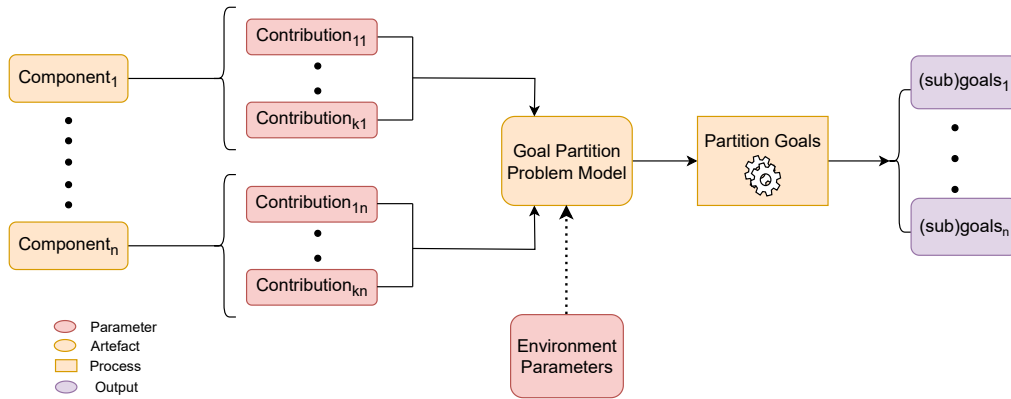 Component₁
Componentₙ
Contribution₁₁
Contributionₖ₁
Contribution₁ₙ
Contributionₖₙ
Goal Partition
Problem Model
Environment
Parameters
Partition Goals
(sub)goals₁
(sub)goalsₙ
Parameter
Artefact
Process
Output